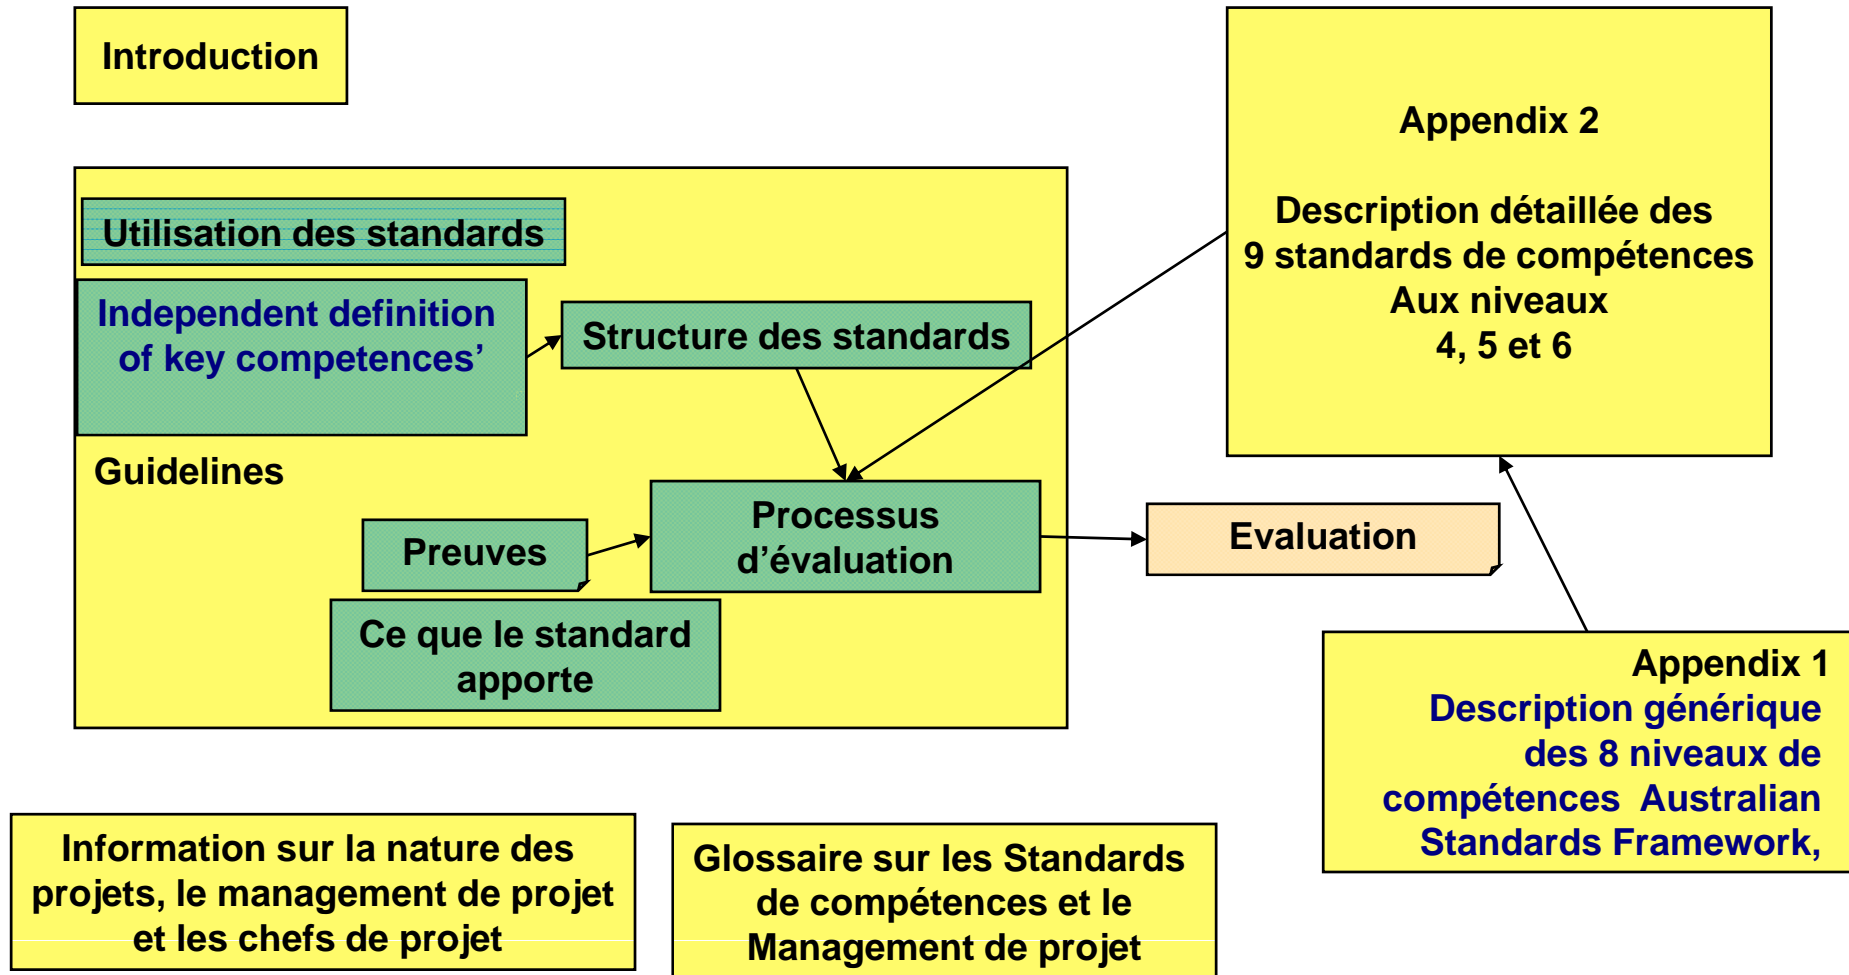 Introduction
Appendix 2
Description détaillée des
9 standards de compétences
Aux niveaux
4, 5 et 6
Utilisation des standards
Independent definition
of key competences’
Structure des standards
Guidelines
Preuves
Processus
d’évaluation
Evaluation
Ce que le standard
apporte
Appendix 1
Description générique
des 8 niveaux de
compétences  Australian
Standards Framework,
Information sur la nature des
projets, le management de projet
et les chefs de projet
Glossaire sur les Standards
de compétences et le
Management de projet